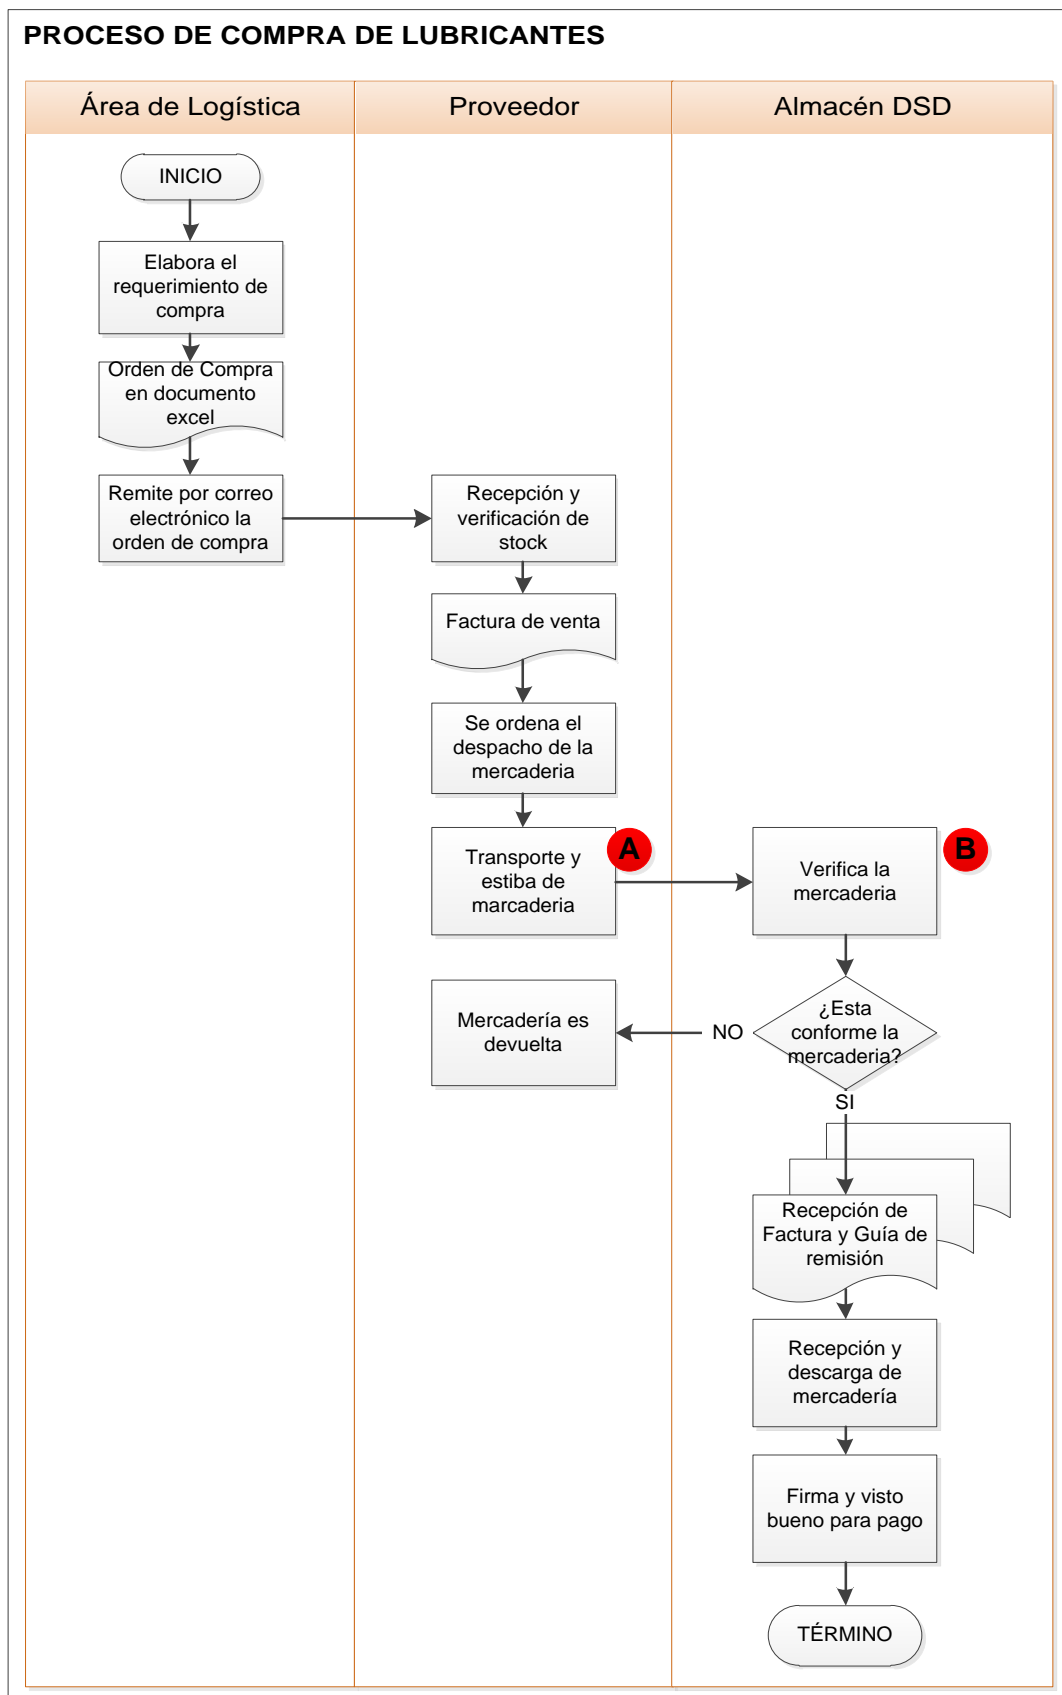 PROCESO DE COMPRA DE LUBRICANTES
Área de Logística
Proveedor
Almacén DSD
INICIO
Elabora el
requerimiento de
compra
Orden de Compra
en documento
excel
Remite por correo
electrónico la
orden de compra
Recepción y
verificación de
stock
Factura de venta
Se ordena el
despacho de la
mercaderia
Transporte y
estiba de
marcaderia
A
Verifica la
mercaderia
B
¿Esta
conforme la
mercaderia?
NO
Mercadería es
devuelta
SI
Recepción de
Factura y Guía de
remisión
Recepción y
descarga de
mercadería
Firma y visto
bueno para pago
TÉRMINO